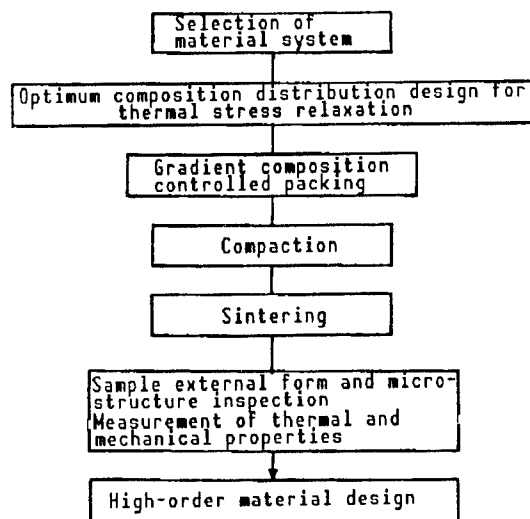 Selection of
material system
Optimum composition distribution design for
thermal stress relaxation
Gradient composition
controlled packing
Compaction
Sintering
Sample external form and micro-
structure inspection
Measurement of thermal and
mechanical properties
High-order material design